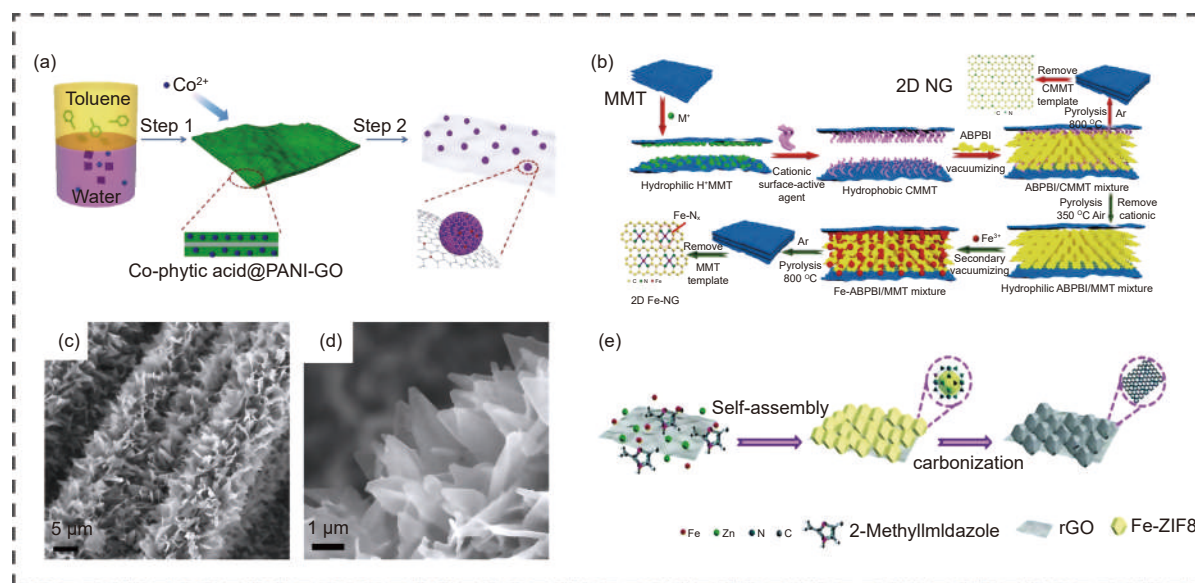 (a)
Toluene
Water
Co2+
Step 1
Step 2
Co-phytic acid@PANI-GO
(b)
MMT
M+
Hydrophilic H+MMT
Cationic
surface-active
agent
Hydrophobic CMMT
ABPBI
vacuumizing
ABPBI/CMMT mixture
2D NG
C N
Remove
CMMT
template
Pyrolysis
800 °C
Ar
Pyrolysis
350 °C Air
Remove
cationic
Hydrophilic ABPBI/MMT mixture
Fe3+
Secondary
vacuumizing
Fe-ABPBI/MMT mixture
Ar
Pyrolysis
800 °C
Remove
MMT
template
Fe-Nx
C N Fe
2D Fe-NG
(c)
5 μm
(d)
1 μm
(e)
Self-assembly
carbonization
Fe Zn N C 2-MethylImldazole rGO Fe-ZIF8